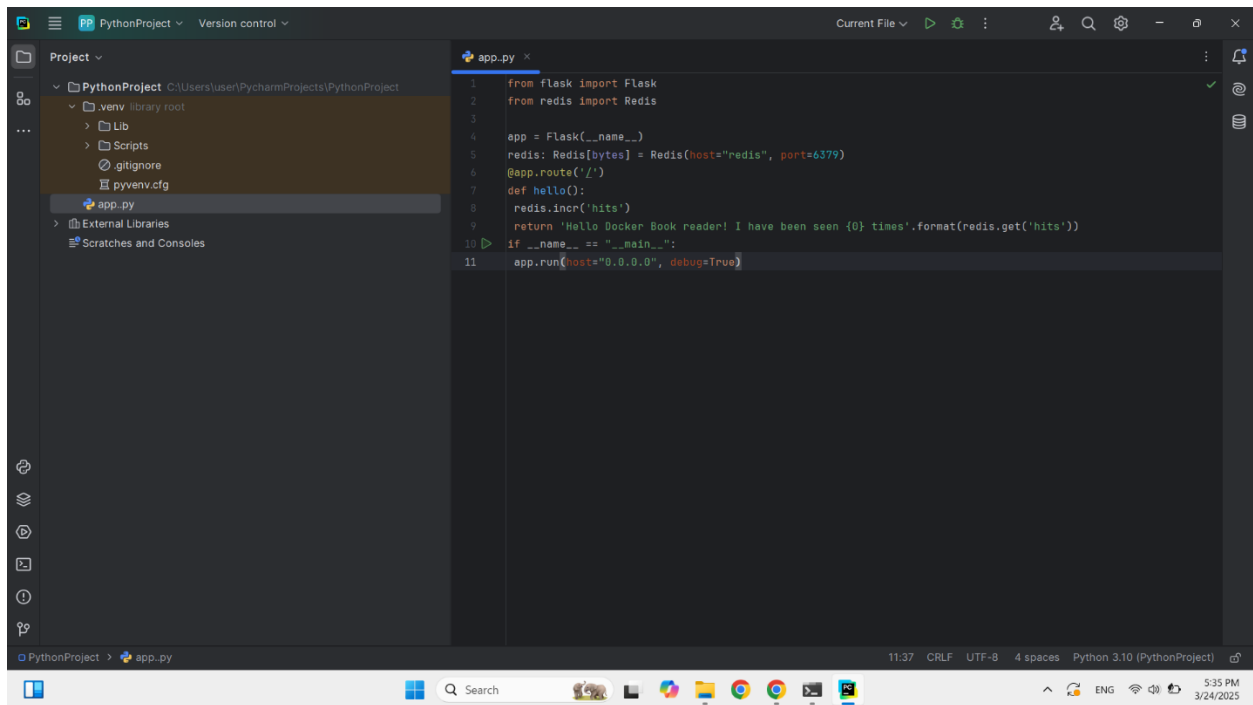 PP PythonProject Version control Current File
Project
app..py
PythonProject C:\Users\user\PycharmProjects\PythonProject
.venv library root
Lib
Scripts
.gitignore
pyvenv.cfg
app..py
External Libraries
Scratches and Consoles
1 from flask import Flask
2 from redis import Redis
3
4 app = Flask(__name__)
5 redis: Redis[bytes] = Redis(host="redis", port=6379)
6 @app.route('/')
7 def hello():
8 redis.incr('hits')
9 return 'Hello Docker Book reader! I have been seen {0} times'.format(redis.get('hits'))
10 if __name__ == "__main__":
11 app.run(host="0.0.0.0", debug=True)
PythonProject > app..py 11:37 CRLF UTF-8 4 spaces Python 3.10 (PythonProject)
Search ENG 5:35 PM
3/24/2025